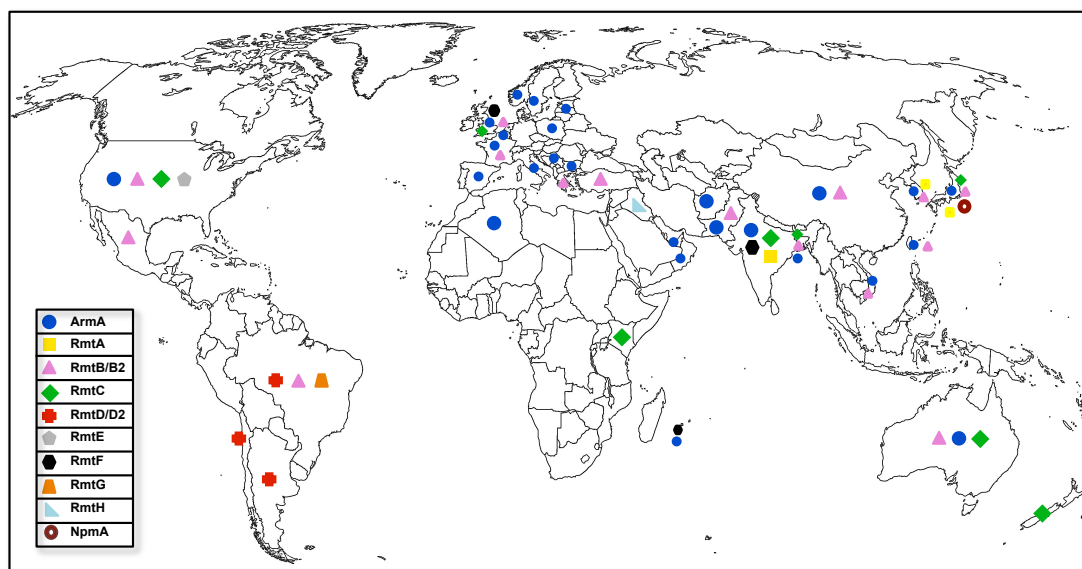 ArmA
RmtA
RmtB/B2
RmtC
RmtD/D2
RmtE
RmtF
RmtG
RmtH
NpmA